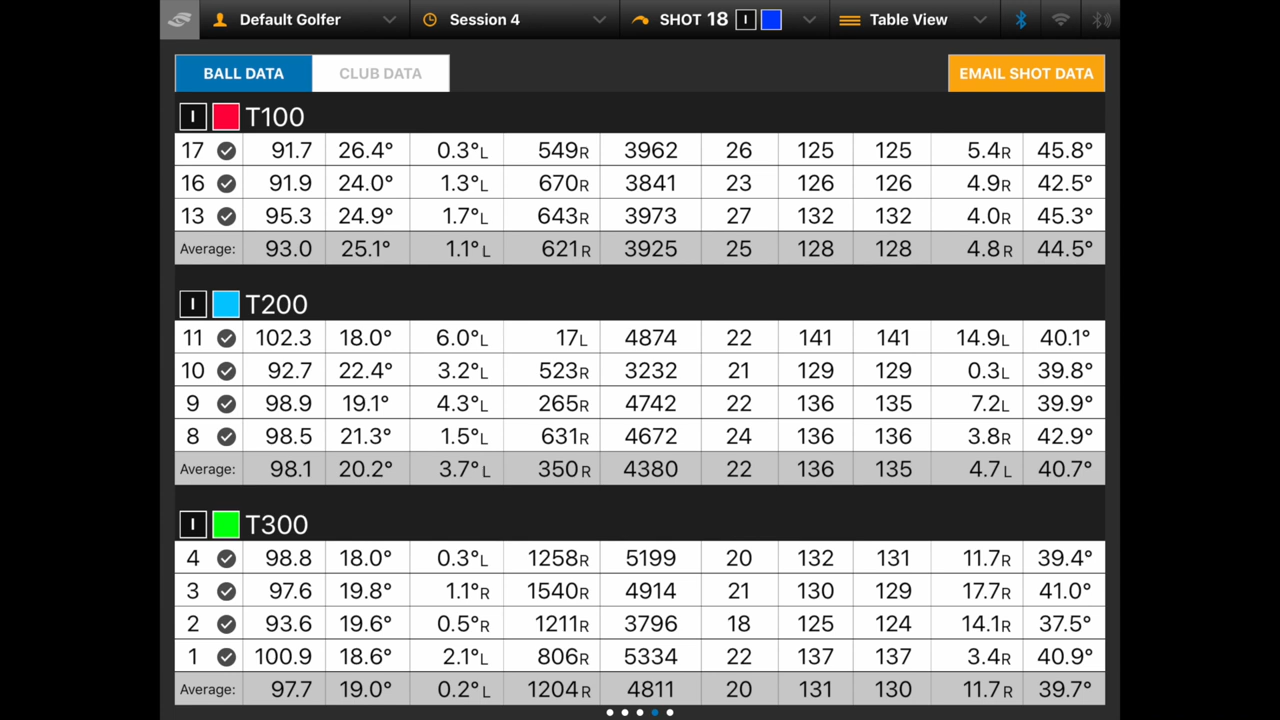 Default Golfer Session 4 SHOT 18 I Table View
BALL DATA CLUB DATA EMAIL SHOT DATA
I T100
17 91.7 26.4° 0.3°L 549R 3962 26 125 125 5.4R 45.8°
16 91.9 24.0° 1.3°L 670R 3841 23 126 126 4.9R 42.5°
13 95.3 24.9° 1.7°L 643R 3973 27 132 132 4.0R 45.3°
Average: 93.0 25.1° 1.1°L 621R 3925 25 128 128 4.8R 44.5°
I T200
11 102.3 18.0° 6.0°L 17L 4874 22 141 141 14.9L 40.1°
10 92.7 22.4° 3.2°L 523R 3232 21 129 129 0.3L 39.8°
9 98.9 19.1° 4.3°L 265R 4742 22 136 135 7.2L 39.9°
8 98.5 21.3° 1.5°L 631R 4672 24 136 136 3.8R 42.9°
Average: 98.1 20.2° 3.7°L 350R 4380 22 136 135 4.7L 40.7°
I T300
4 98.8 18.0° 0.3°L 1258R 5199 20 132 131 11.7R 39.4°
3 97.6 19.8° 1.1°R 1540R 4914 21 130 129 17.7R 41.0°
2 93.6 19.6° 0.5°R 1211R 3796 18 125 124 14.1R 37.5°
1 100.9 18.6° 2.1°L 806R 5334 22 137 137 3.4R 40.9°
Average: 97.7 19.0° 0.2°L 1204R 4811 20 131 130 11.7R 39.7°